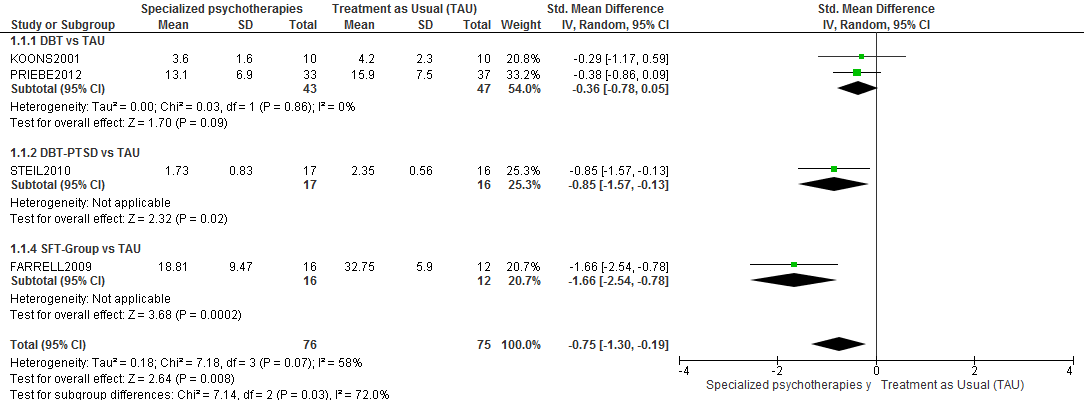 Specialized psychotherapies Treatment as Usual (TAU) Std. Mean Difference Std. Mean Difference
Study or Subgroup Mean SD Total Mean SD Total Weight IV, Random, 95% CI IV, Random, 95% CI
1.1.1 DBT vs TAU
KOONS2001 3.6 1.6 10 4.2 2.3 10 20.8% -0.29 [-1.17, 0.59]
PRIEBE2012 13.1 6.9 33 15.9 7.5 37 33.2% -0.38 [-0.86, 0.09]
Subtotal (95% CI) 43 47 54.0% -0.36 [-0.78, 0.05]
Heterogeneity: Tau² = 0.00; Chi² = 0.03, df = 1 (P = 0.86); I² = 0%
Test for overall effect: Z = 1.70 (P = 0.09)
1.1.2 DBT-PTSD vs TAU
STEIL2010 1.73 0.83 17 2.35 0.56 16 25.3% -0.85 [-1.57, -0.13]
Subtotal (95% CI) 17 16 25.3% -0.85 [-1.57, -0.13]
Heterogeneity: Not applicable
Test for overall effect: Z = 2.32 (P = 0.02)
1.1.4 SFT-Group vs TAU
FARRELL2009 18.81 9.47 16 32.75 5.9 12 20.7% -1.66 [-2.54, -0.78]
Subtotal (95% CI) 16 12 20.7% -1.66 [-2.54, -0.78]
Heterogeneity: Not applicable
Test for overall effect: Z = 3.68 (P = 0.0002)
Total (95% CI) 76 75 100.0% -0.75 [-1.30, -0.19]
Heterogeneity: Tau² = 0.18; Chi² = 7.18, df = 3 (P = 0.07); I² = 58%
Test for overall effect: Z = 2.64 (P = 0.008)
Test for subgroup differences: Chi² = 7.14, df = 2 (P = 0.03), I² = 72.0%
-4 -2 0 2 4
Specialized psychotherapies y Treatment as Usual (TAU)